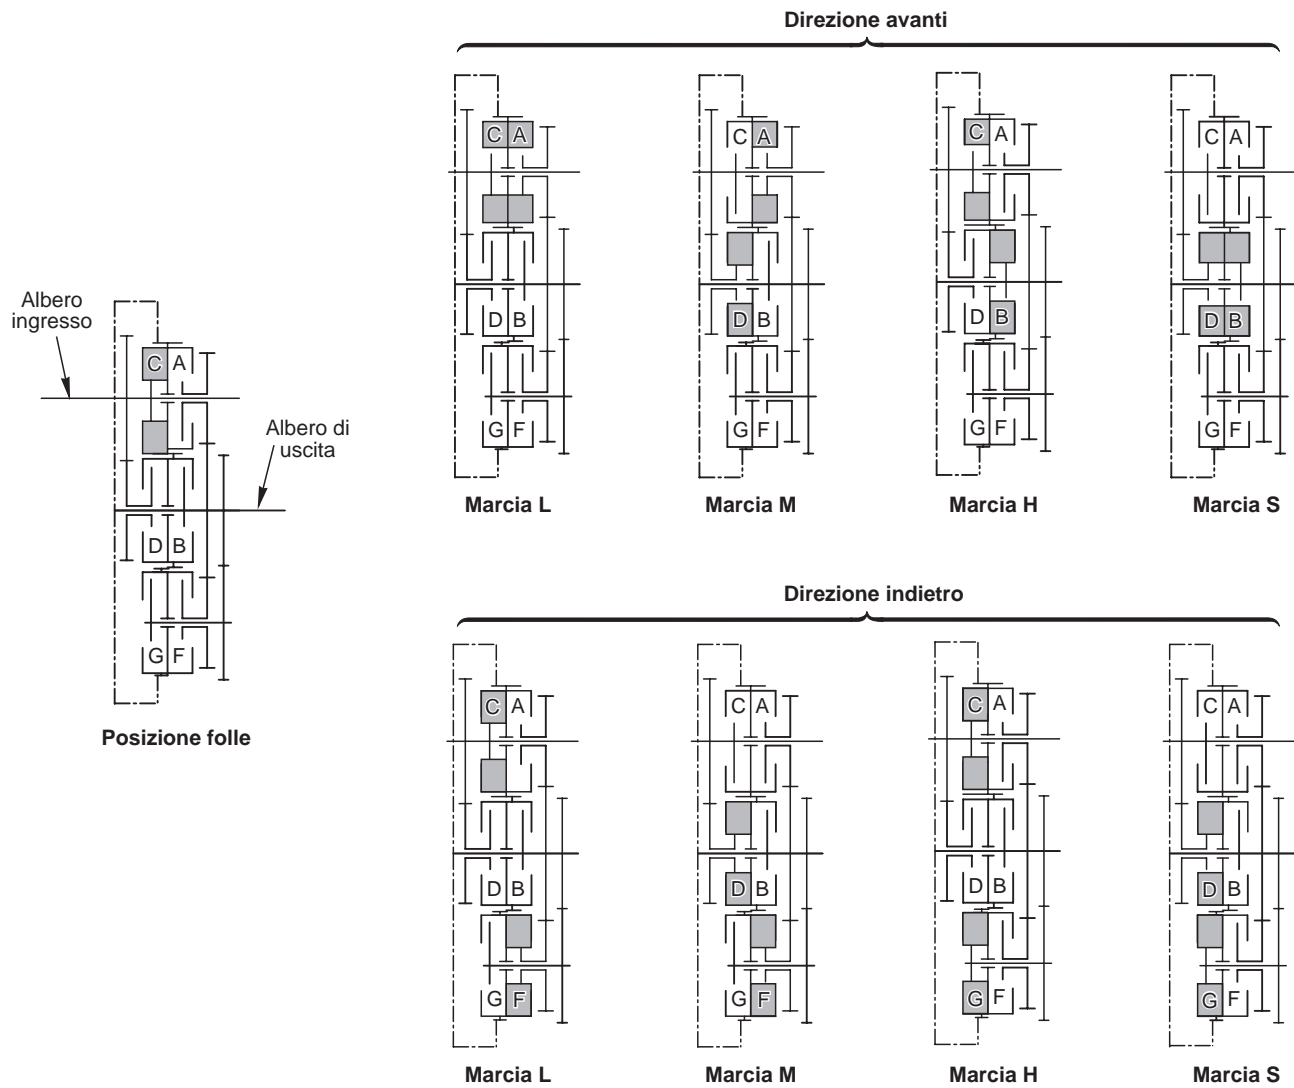 Direzione avanti
C A
D B
G F
Marcia L
C A
D B
G F
Marcia M
C A
D B
G F
Marcia H
C A
D B
G F
Marcia S
Albero
ingresso
Albero di
uscita
C A
D B
G F
Posizione folle
Direzione indietro
C A
D B
G F
Marcia L
C A
D B
G F
Marcia M
C A
D B
G F
Marcia H
C A
D B
G F
Marcia S